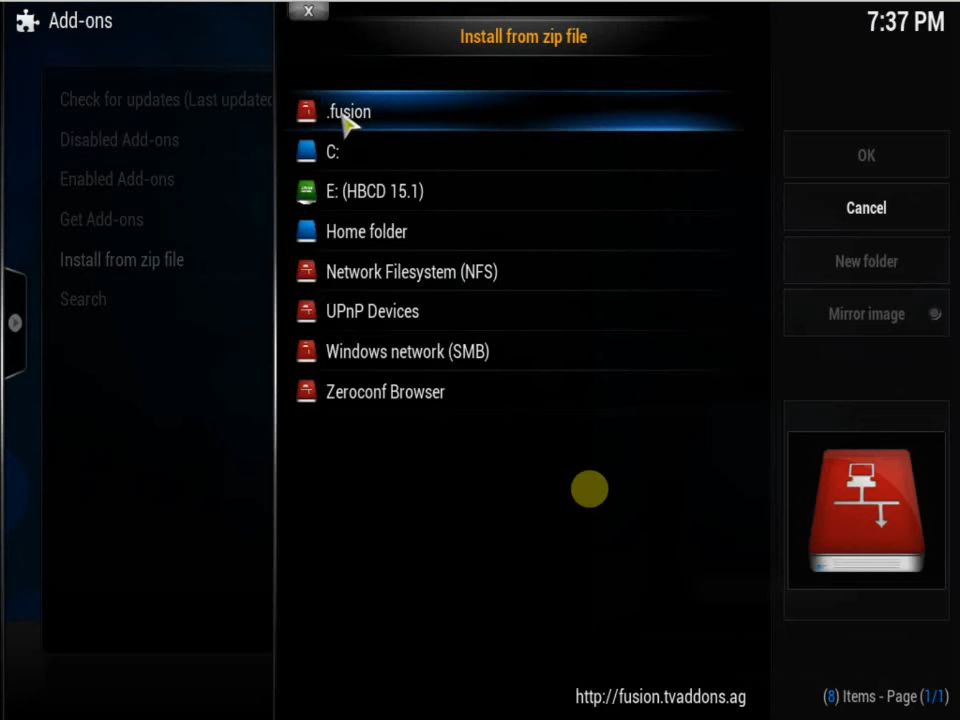 Add-ons
X
Install from zip file
7:37 PM
Check for updates (Last updated
Disabled Add-ons
Enabled Add-ons
Get Add-ons
Install from zip file
Search
.fusion
C:
E: (HBCD 15.1)
Home folder
Network Filesystem (NFS)
UPnP Devices
Windows network (SMB)
Zeroconf Browser
OK
Cancel
New folder
Mirror image
http://fusion.tvaddons.ag
(8) Items - Page (1/1)